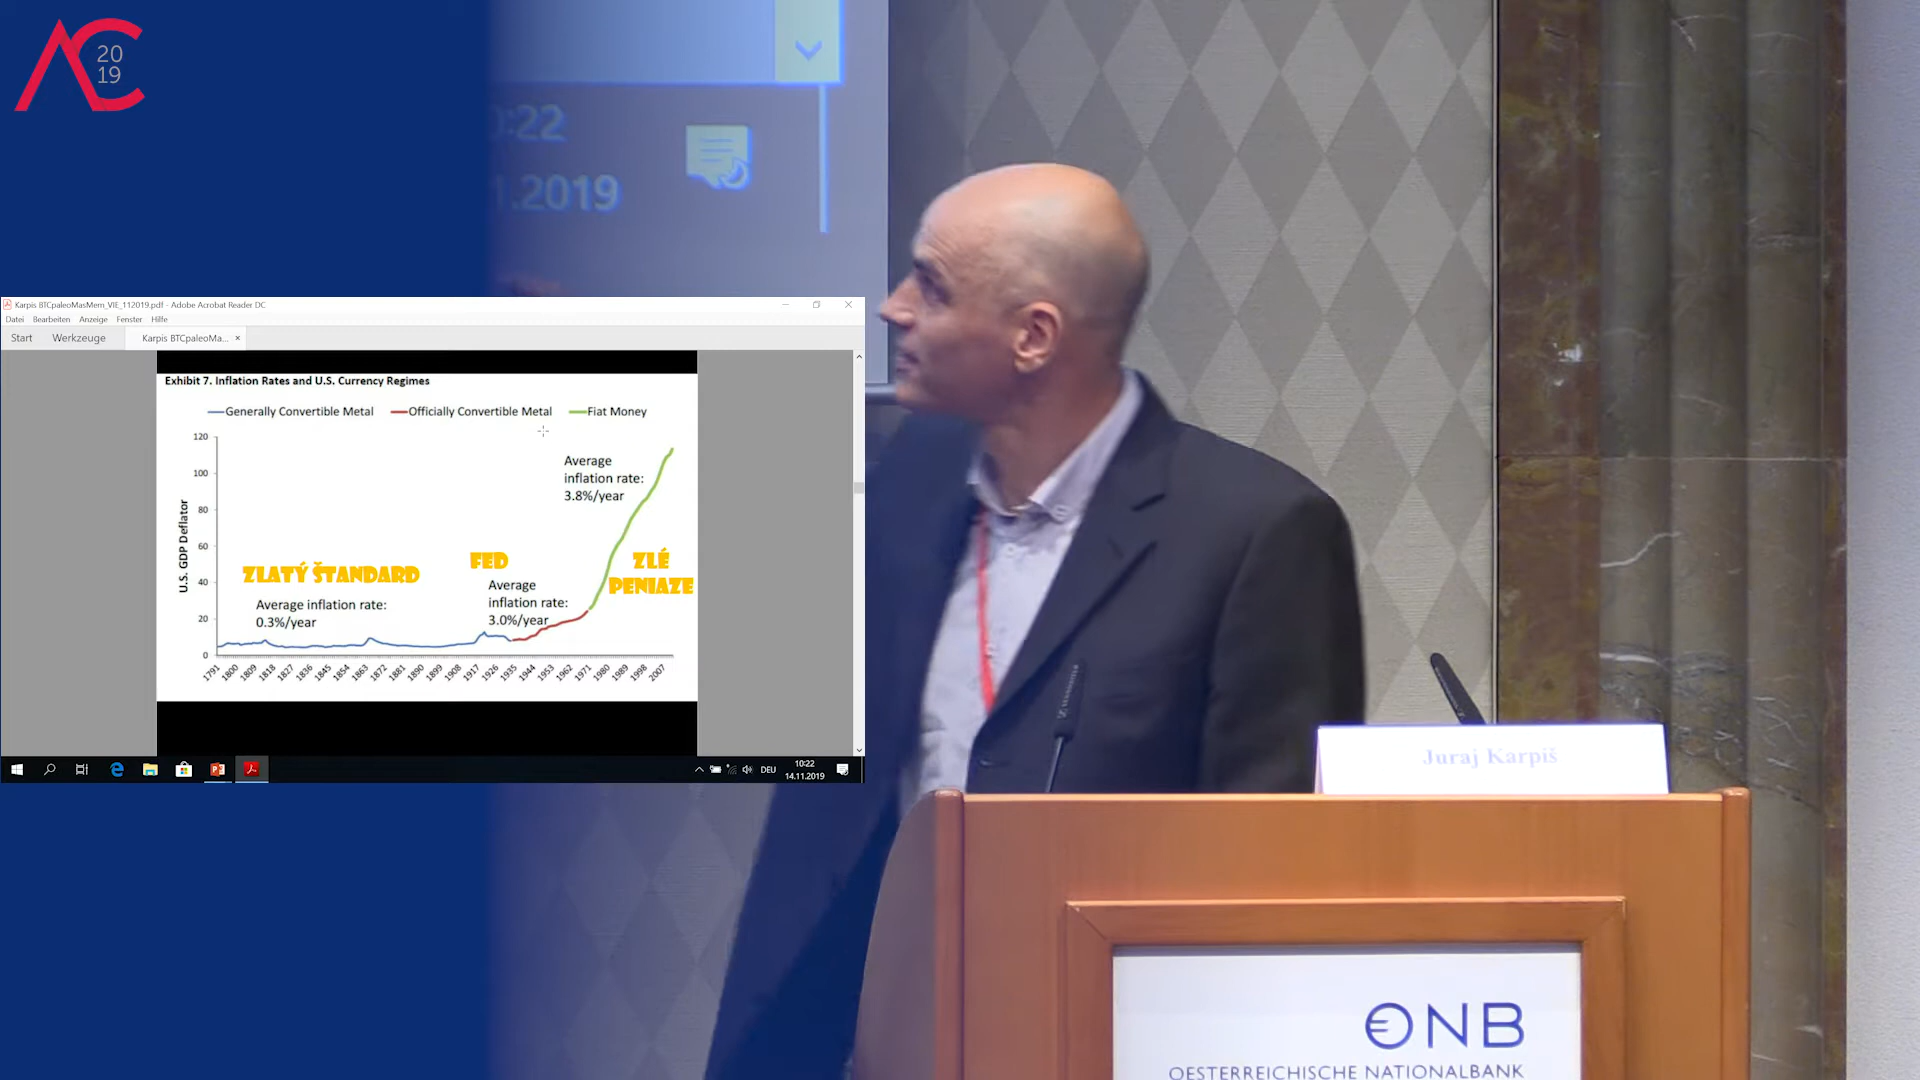 AC
20
19
:22
1.2019
Karpis BTCpaleoMasMem_VIE_112019.pdf - Adobe Acrobat Reader DC
Datei Bearbeiten Anzeige Fenster Hilfe
Start Werkzeuge Karpis BTCpaleoMa... ×
Exhibit 7. Inflation Rates and U.S. Currency Regimes
Generally Convertible Metal Officially Convertible Metal Fiat Money
120
100
80
60
40
20
0
U.S. GDP Deflator
Average
inflation rate:
3.8%/year
ZLATÝ ŠTANDARD
Average inflation rate:
0.3%/year
FED
Average
inflation rate:
3.0%/year
ZLÉ
PENIAZE
1791 1800 1809 1818 1827 1836 1845 1854 1863 1872 1881 1890 1899 1908 1917 1926 1935 1944 1953 1962 1971 1980 1989 1998 2007
DEU
10:22
14.11.2019
Juraj Karpiš
ONB
OESTERREICHISCHE NATIONALBANK